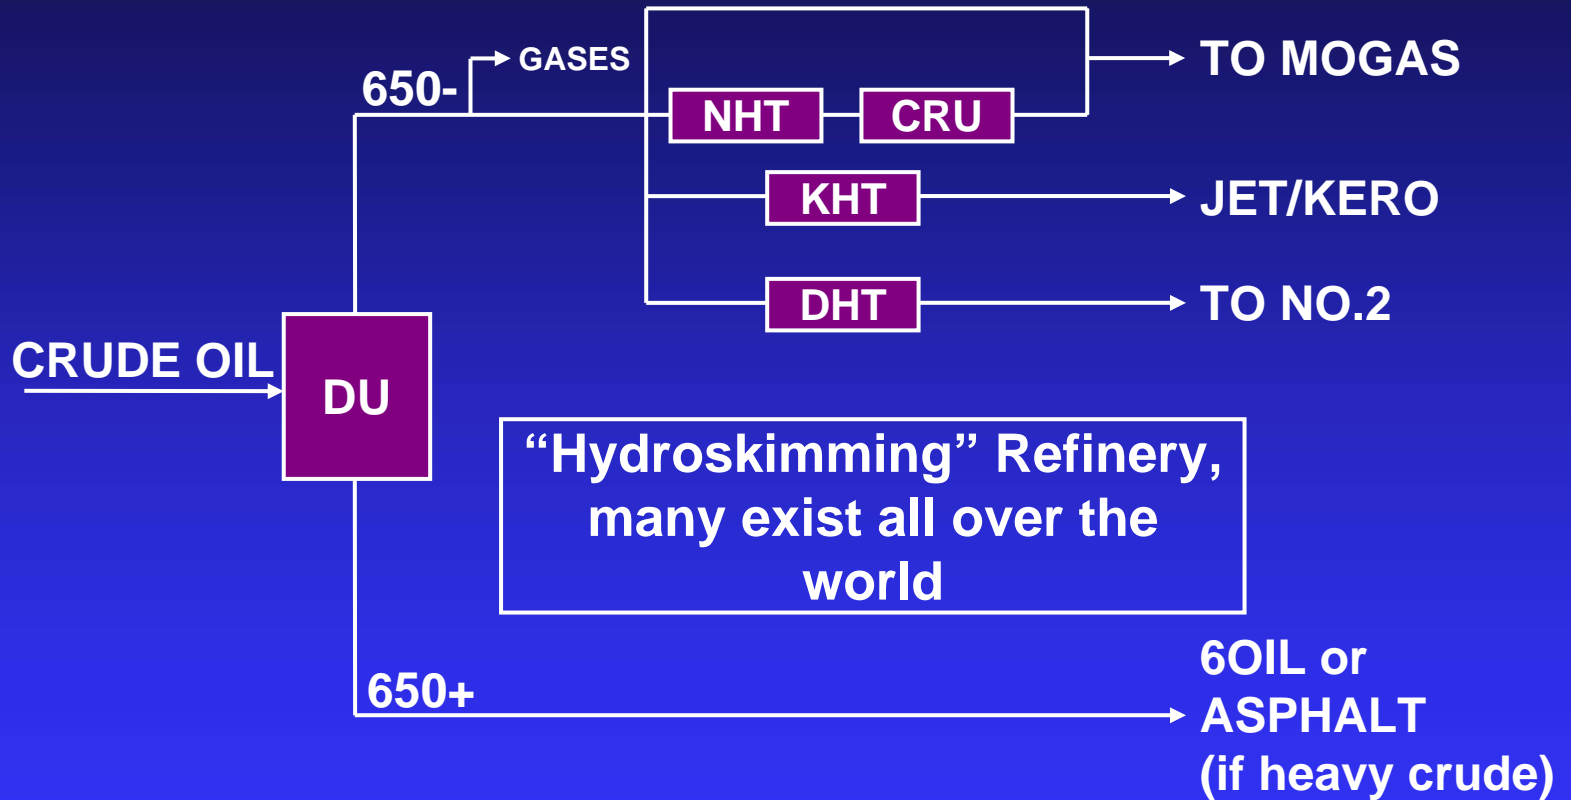 GASES
TO MOGAS
650-
NHT
CRU
KHT
JET/KERO
DHT
TO NO.2
CRUDE OIL
DU
“Hydroskimming” Refinery,
many exist all over the
world
650+
6OIL or
ASPHALT
(if heavy crude)